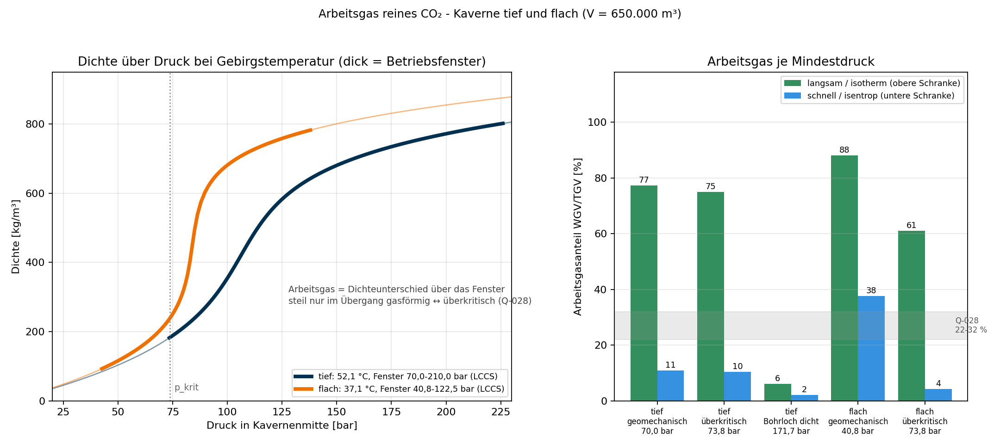 Arbeitsgas reines CO₂ - Kaverne tief und flach (V = 650.000 m³)
Dichte über Druck bei Gebirgstemperatur (dick = Betriebsfenster)
Dichte [kg/m³]
800
600
400
200
0
Arbeitsgas = Dichteunterschied über das Fenster
steil nur im Übergang gasförmig ↔ überkritisch (Q-028)
p_krit
tief: 52,1 °C, Fenster 70,0-210,0 bar (LCCS)
flach: 37,1 °C, Fenster 40,8-122,5 bar (LCCS)
25 50 75 100 125 150 175 200 225
Druck in Kavernenmitte [bar]
Arbeitsgas je Mindestdruck
langsam / isotherm (obere Schranke)
schnell / isentrop (untere Schranke)
Arbeitsgasanteil WGV/TGV [%]
100
80
60
40
20
0
77
11
75
10
6
2
88
38
61
4
Q-028
22-32 %
tief
geomechanisch
70,0 bar
tief
überkritisch
73,8 bar
tief
Bohrloch dicht
171,7 bar
flach
geomechanisch
40,8 bar
flach
überkritisch
73,8 bar